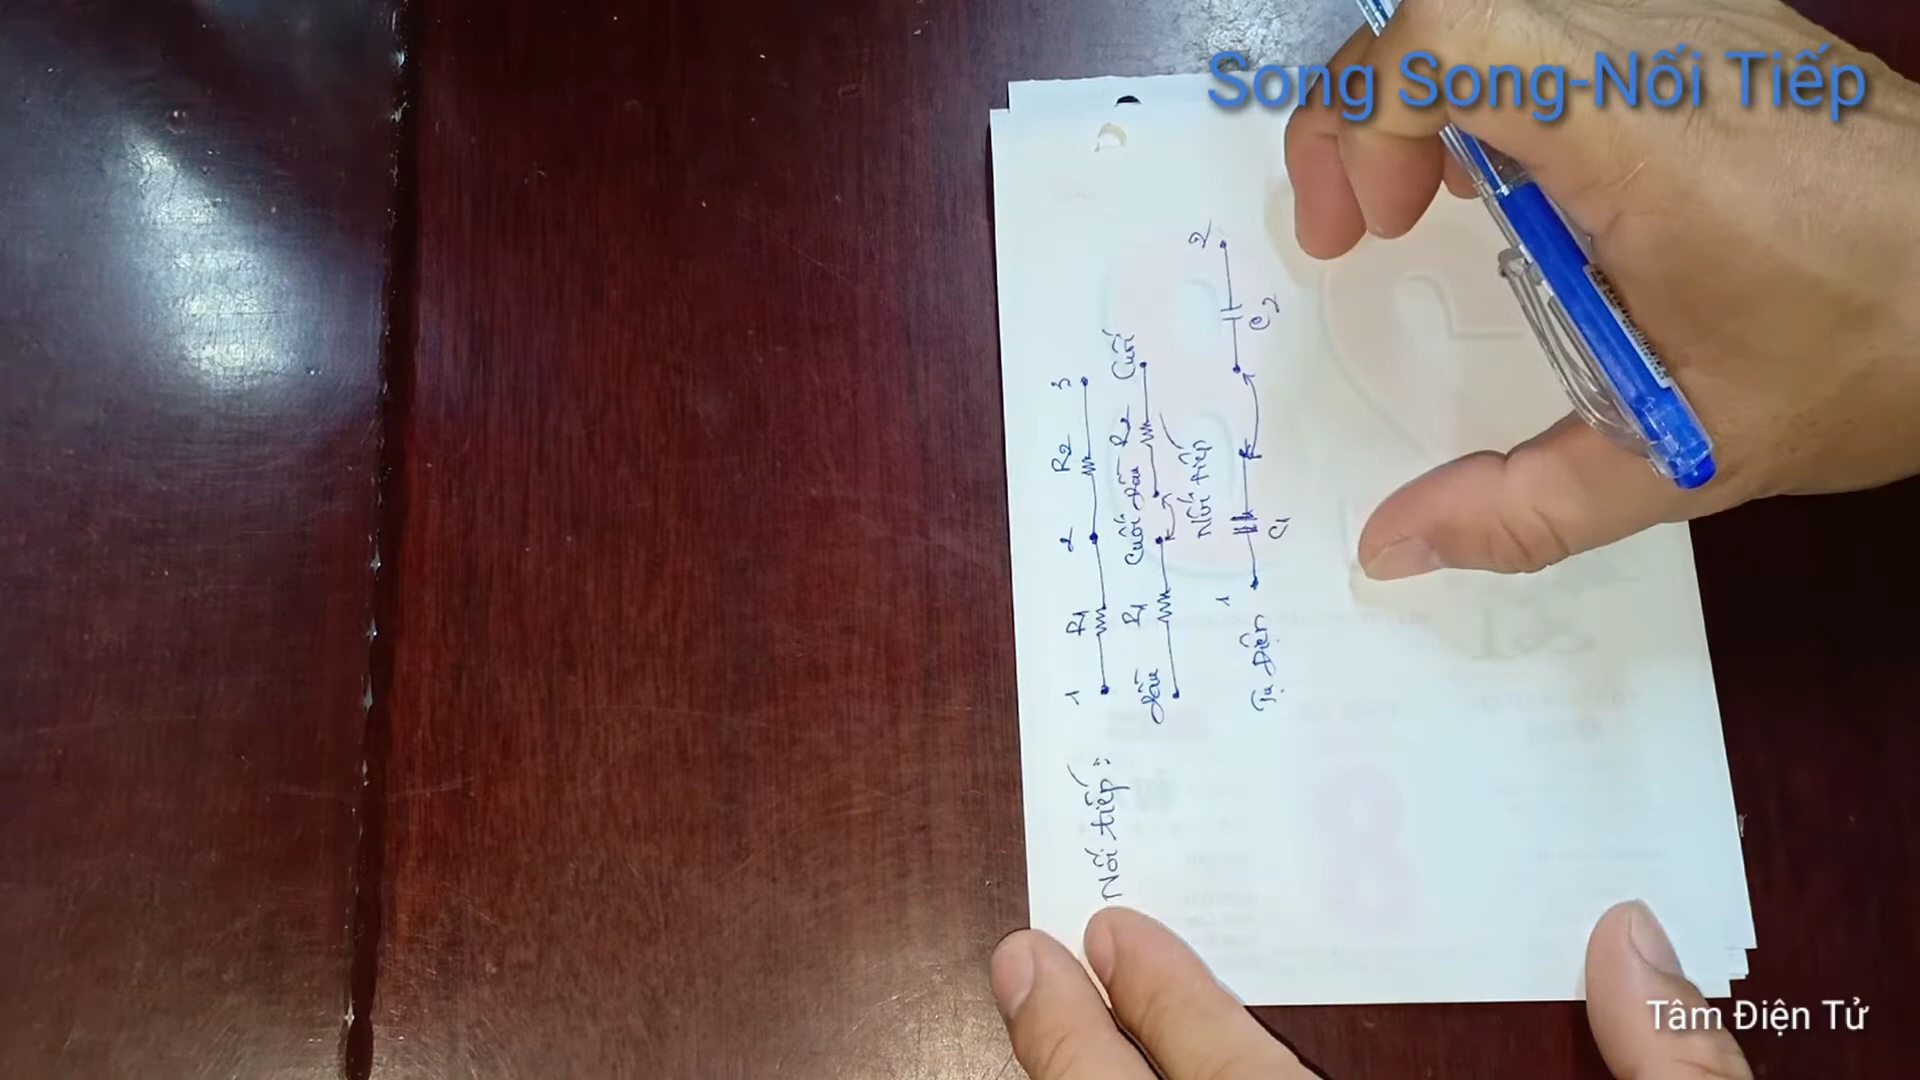 Song Song-Nối Tiếp
Nối tiếp:
1 R1 2 R2 3
Đầu R1 Cuối Đầu R2 Cuối
Nối tiếp
Tụ Điện 1 C1 C2 2
Tâm Điện Tử